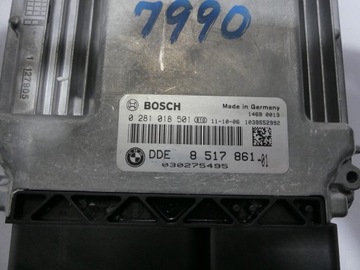 7990
BOSCH
Made in Germany
1469 0013
0 281 018 501 11-10-06 1039S52992
DDE 8 517 861-01
030275495